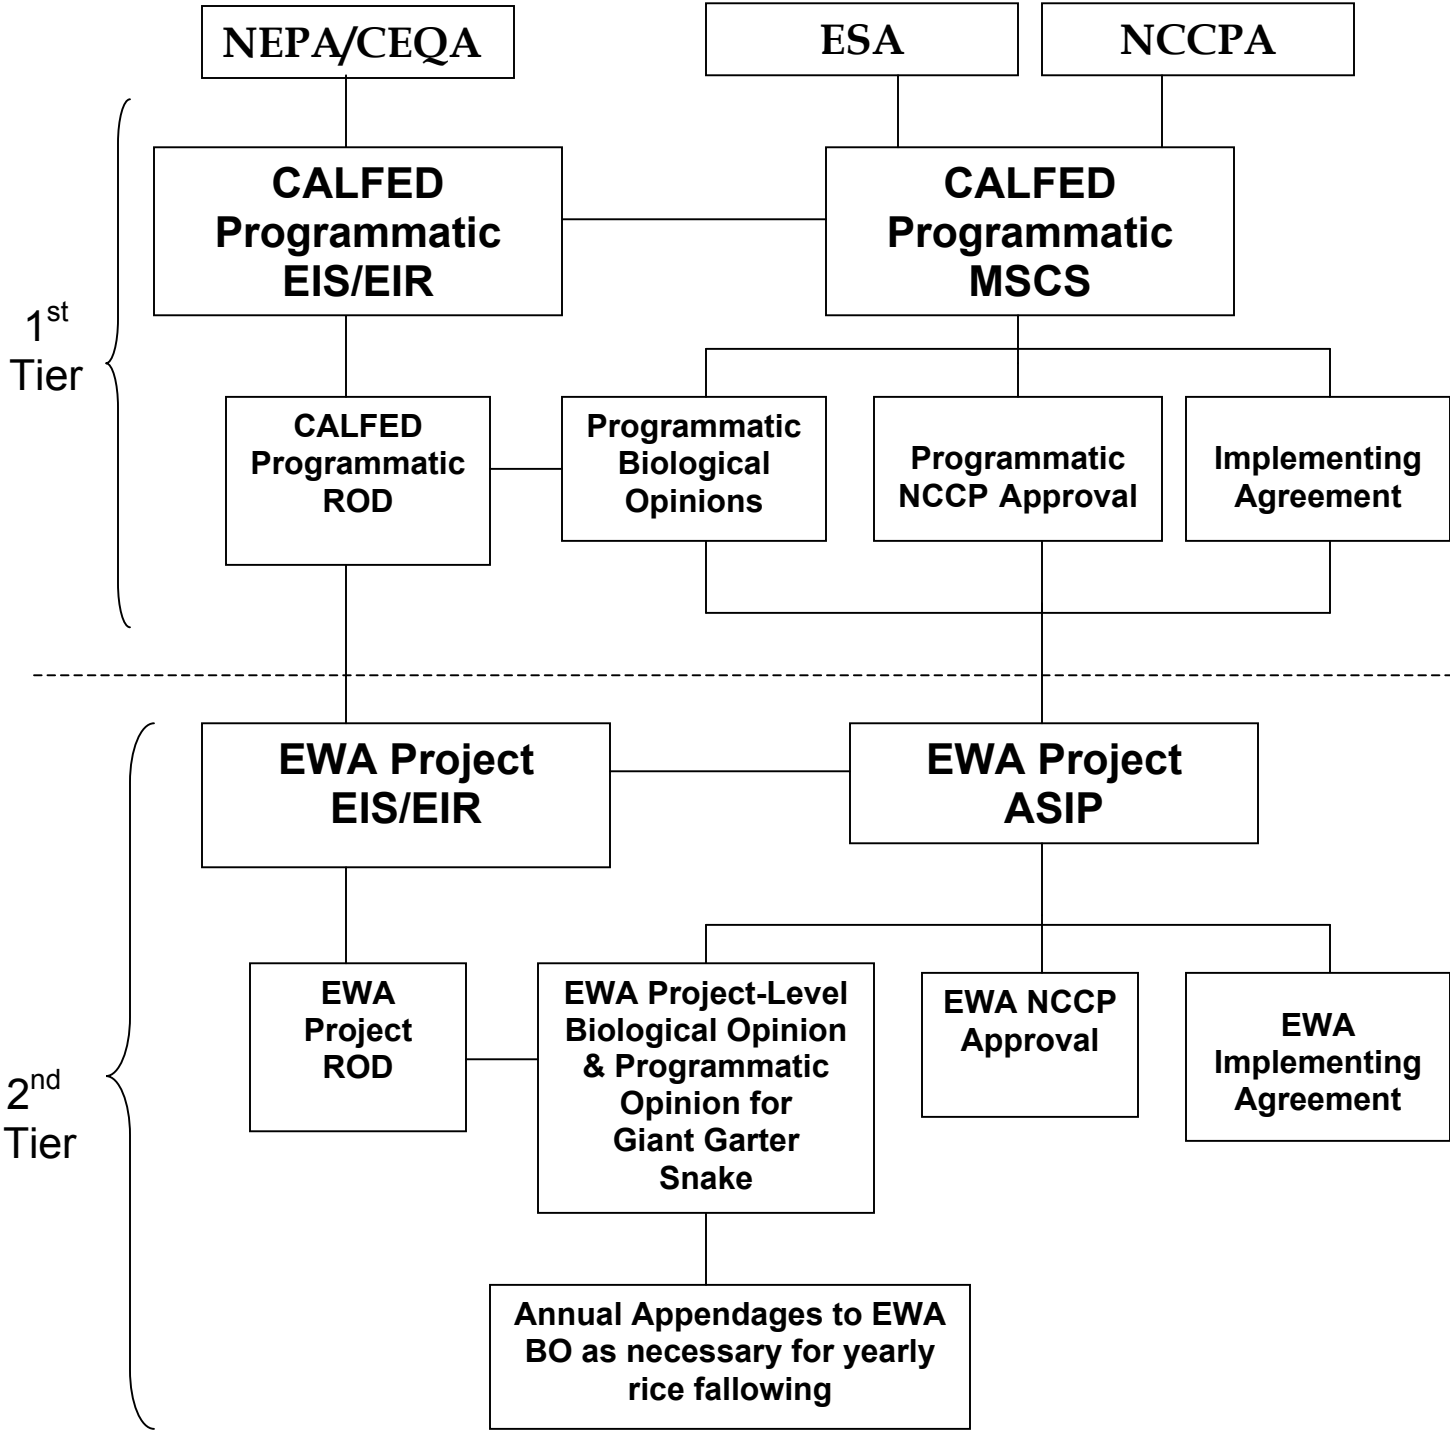 NEPA/CEQA
ESA
NCCPA
CALFED
Programmatic
EIS/EIR
CALFED
Programmatic
MSCS
1st
Tier
CALFED
Programmatic
ROD
Programmatic
Biological
Opinions
Programmatic
NCCP Approval
Implementing
Agreement
EWA Project
EIS/EIR
EWA Project
ASIP
2nd
Tier
EWA
Project
ROD
EWA Project-Level
Biological Opinion
& Programmatic
Opinion for
Giant Garter
Snake
EWA NCCP
Approval
EWA
Implementing
Agreement
Annual Appendages to EWA
BO as necessary for yearly
rice fallowing